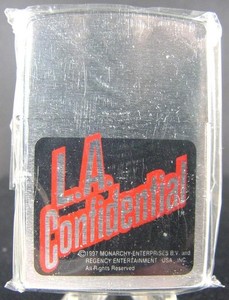 L.A.
Confidential
©1997 MONARCHY ENTERPRISES B.V. and
REGENCY ENTERTAINMENT USA, INC.
All Rights Reserved